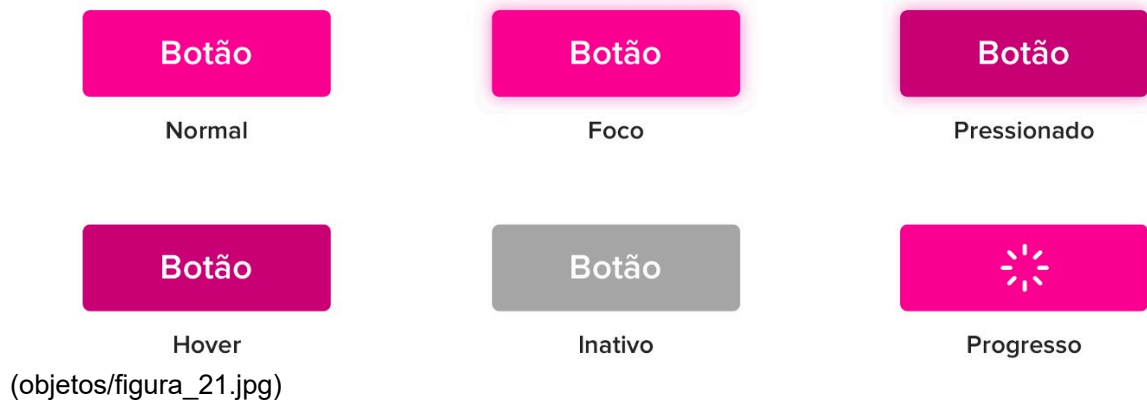 Botão Botão Botão
Normal Foco Pressionado
Botão Botão
Hover Inativo Progresso
(objetos/figura_21.jpg)